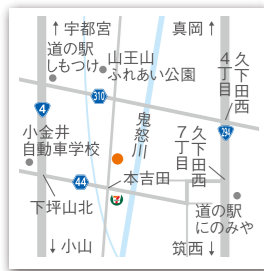 ↑宇都宮
真岡↑
道の駅
しもつけ
山王山
ふれあい公園
久下田西
4丁目
310
4
鬼怒川
294
小金井
自動車学校
久下田西
7丁目
44
本吉田
7
下坪山北
道の駅
にのみや
↓小山
筑西↓